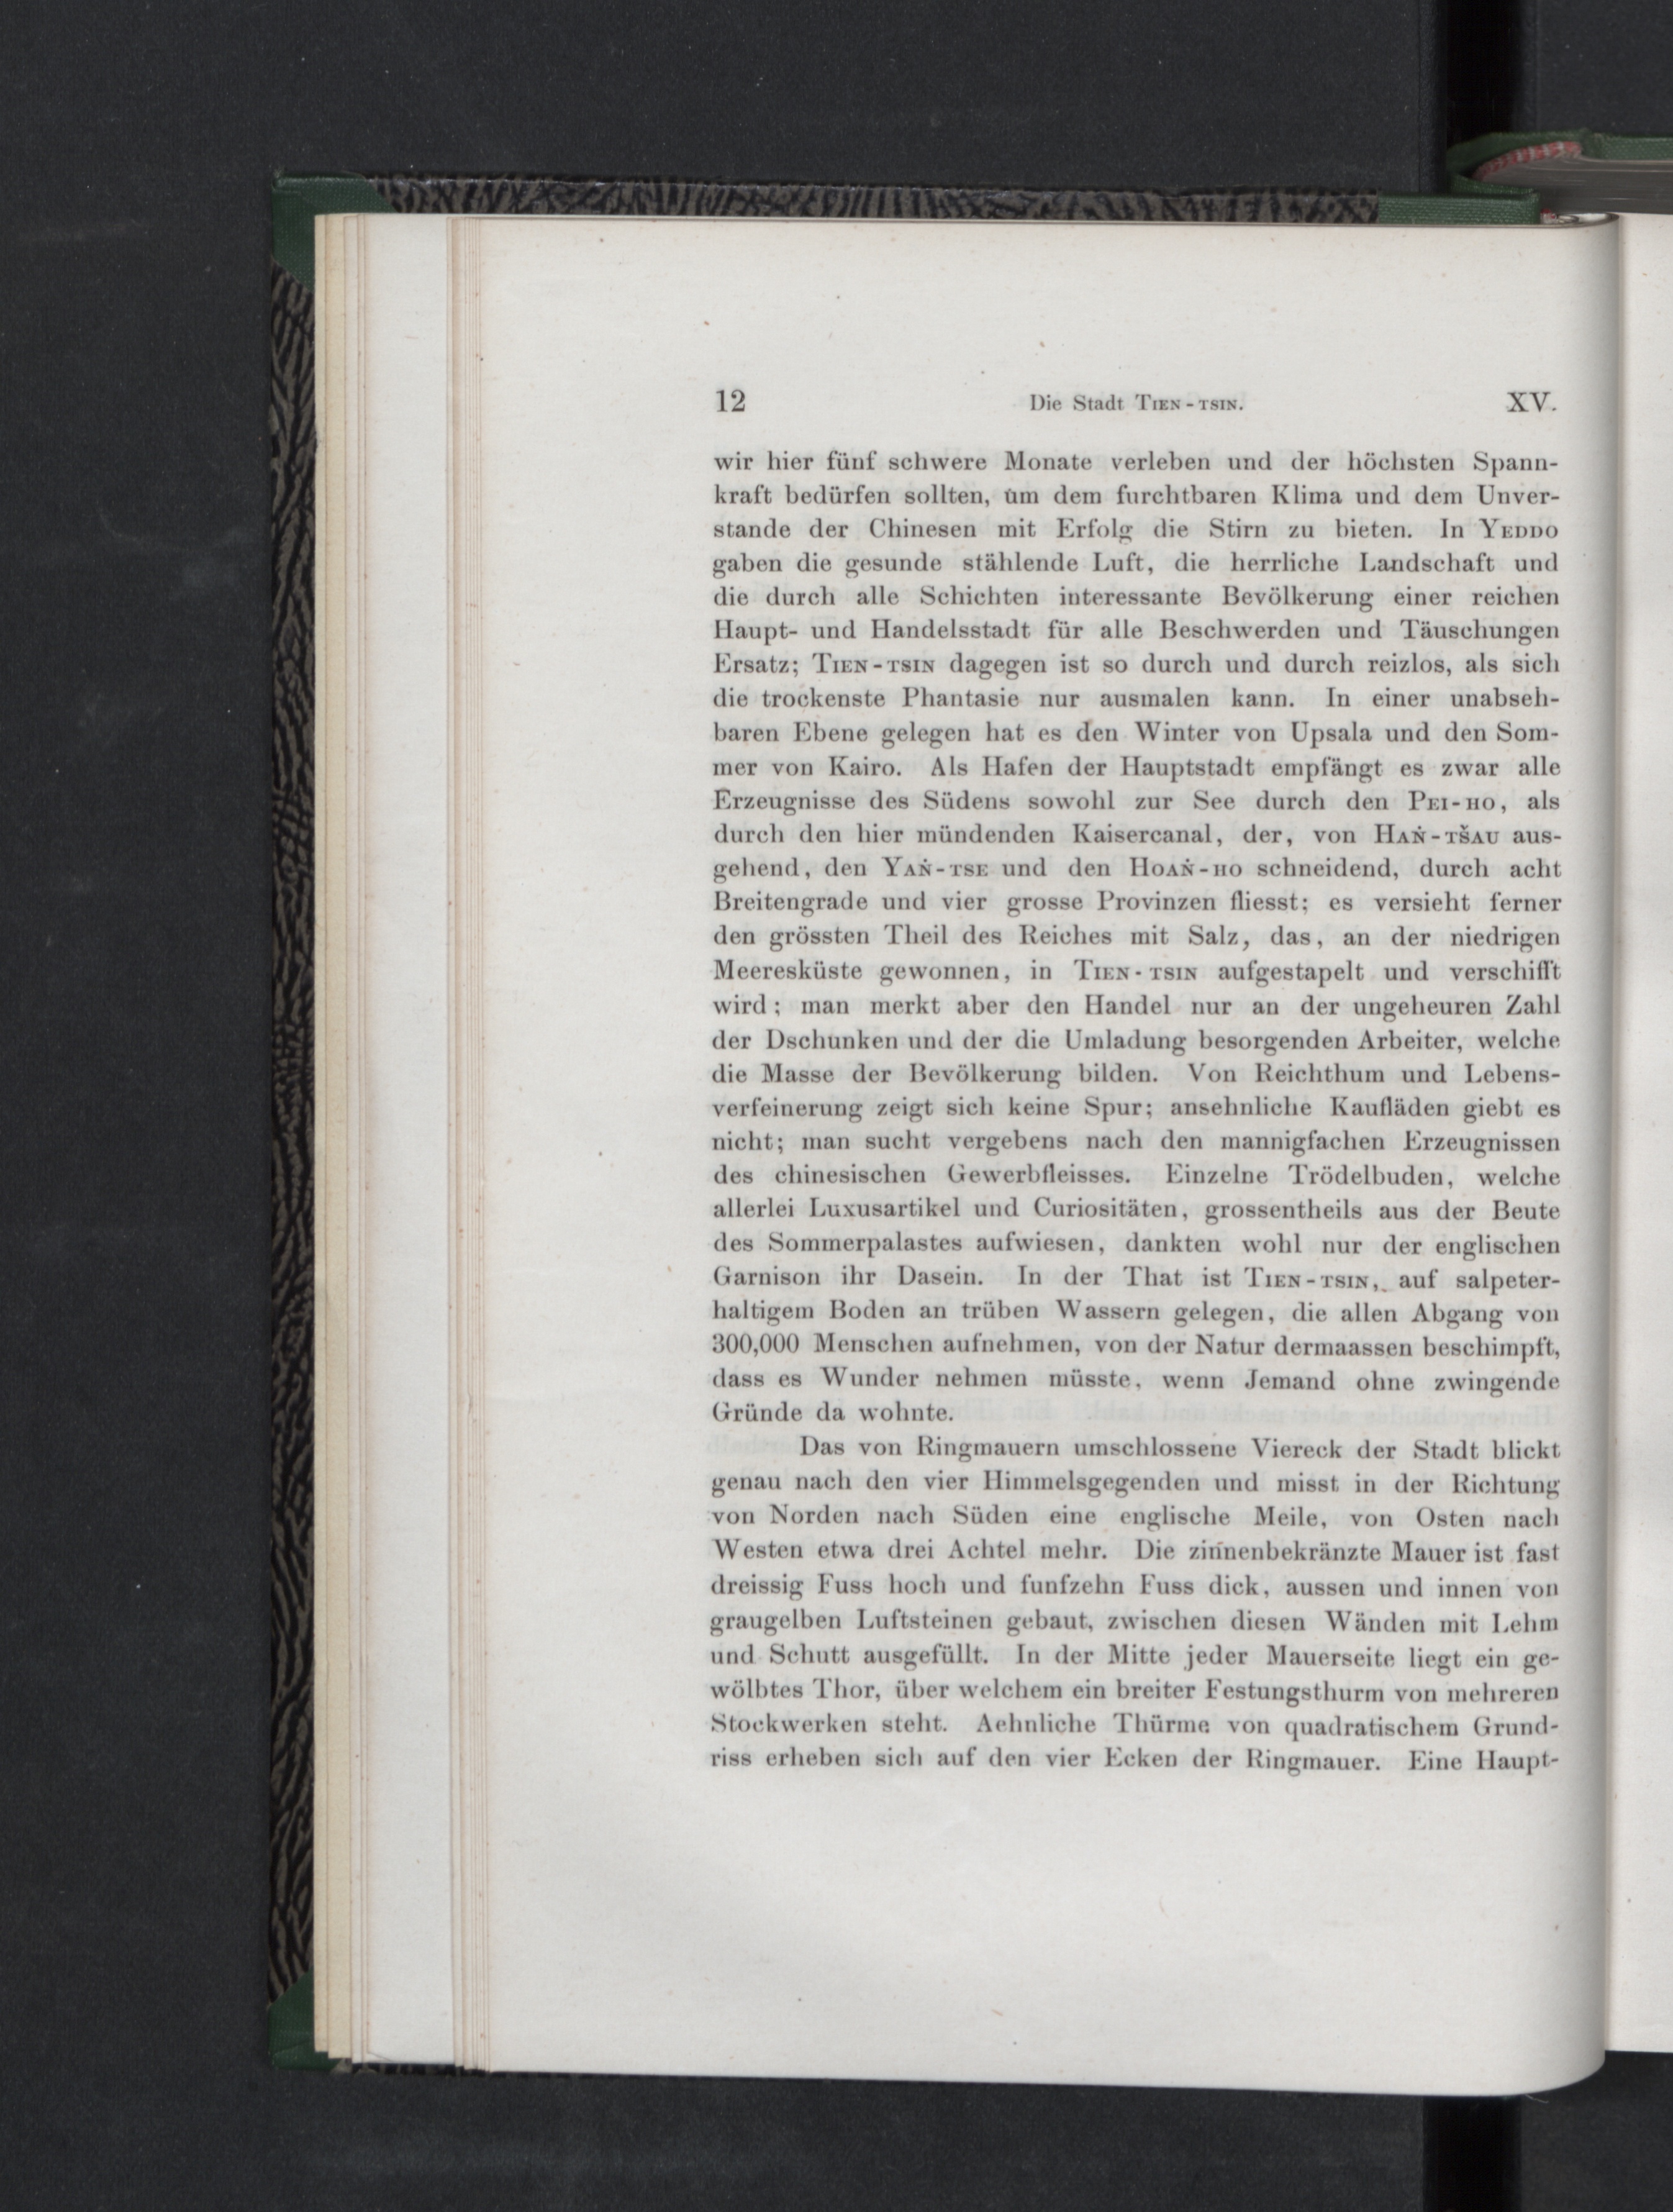 12 Die Stadt Tien-tsin. XV.
wir hier fünf schwere Monate verleben und der höchsten Spann-
kraft bedürfen sollten, um dem furchtbaren Klima und dem Unver-
stande der Chinesen mit Erfolg die Stirn zu bieten. In Yeddo
gaben die gesunde stählende Luft, die herrliche Landschaft und
die durch alle Schichten interessante Bevölkerung einer reichen
Haupt- und Handelsstadt für alle Beschwerden und Täuschungen
Ersatz; Tien-tsin dagegen ist so durch und durch reizlos, als sich
die trockenste Phantasie nur ausmalen kann. In einer unabseh-
baren Ebene gelegen hat es den Winter von Upsala und den Som-
mer von Kairo. Als Hafen der Hauptstadt empfängt es zwar alle
Erzeugnisse des Südens sowohl zur See durch den Pei-ho, als
durch den hier mündenden Kaisercanal, der, von Haṅ-tšau aus-
gehend, den Yaṅ-tse und den Hoaṅ-ho schneidend, durch acht
Breitengrade und vier grosse Provinzen fliesst; es versieht ferner
den grössten Theil des Reiches mit Salz, das, an der niedrigen
Meeresküste gewonnen, in Tien-tsin aufgestapelt und verschifft
wird; man merkt aber den Handel nur an der ungeheuren Zahl
der Dschunken und der die Umladung besorgenden Arbeiter, welche
die Masse der Bevölkerung bilden. Von Reichthum und Lebens-
verfeinerung zeigt sich keine Spur; ansehnliche Kaufläden giebt es
nicht; man sucht vergebens nach den mannigfachen Erzeugnissen
des chinesischen Gewerbfleisses. Einzelne Trödelbuden, welche
allerlei Luxusartikel und Curiositäten, grossentheils aus der Beute
des Sommerpalastes aufwiesen, dankten wohl nur der englischen
Garnison ihr Dasein. In der That ist Tien-tsin, auf salpeter-
haltigem Boden an trüben Wassern gelegen, die allen Abgang von
300,000 Menschen aufnehmen, von der Natur dermaassen beschimpft,
dass es Wunder nehmen müsste, wenn Jemand ohne zwingende
Gründe da wohnte.
Das von Ringmauern umschlossene Viereck der Stadt blickt
genau nach den vier Himmelsgegenden und misst in der Richtung
von Norden nach Süden eine englische Meile, von Osten nach
Westen etwa drei Achtel mehr. Die zinnenbekränzte Mauer ist fast
dreissig Fuss hoch und funfzehn Fuss dick, aussen und innen von
graugelben Luftsteinen gebaut, zwischen diesen Wänden mit Lehm
und Schutt ausgefüllt. In der Mitte jeder Mauerseite liegt ein ge-
wölbtes Thor, über welchem ein breiter Festungsthurm von mehreren
Stockwerken steht. Aehnliche Thürme von quadratischem Grund-
riss erheben sich auf den vier Ecken der Ringmauer. Eine Haupt-